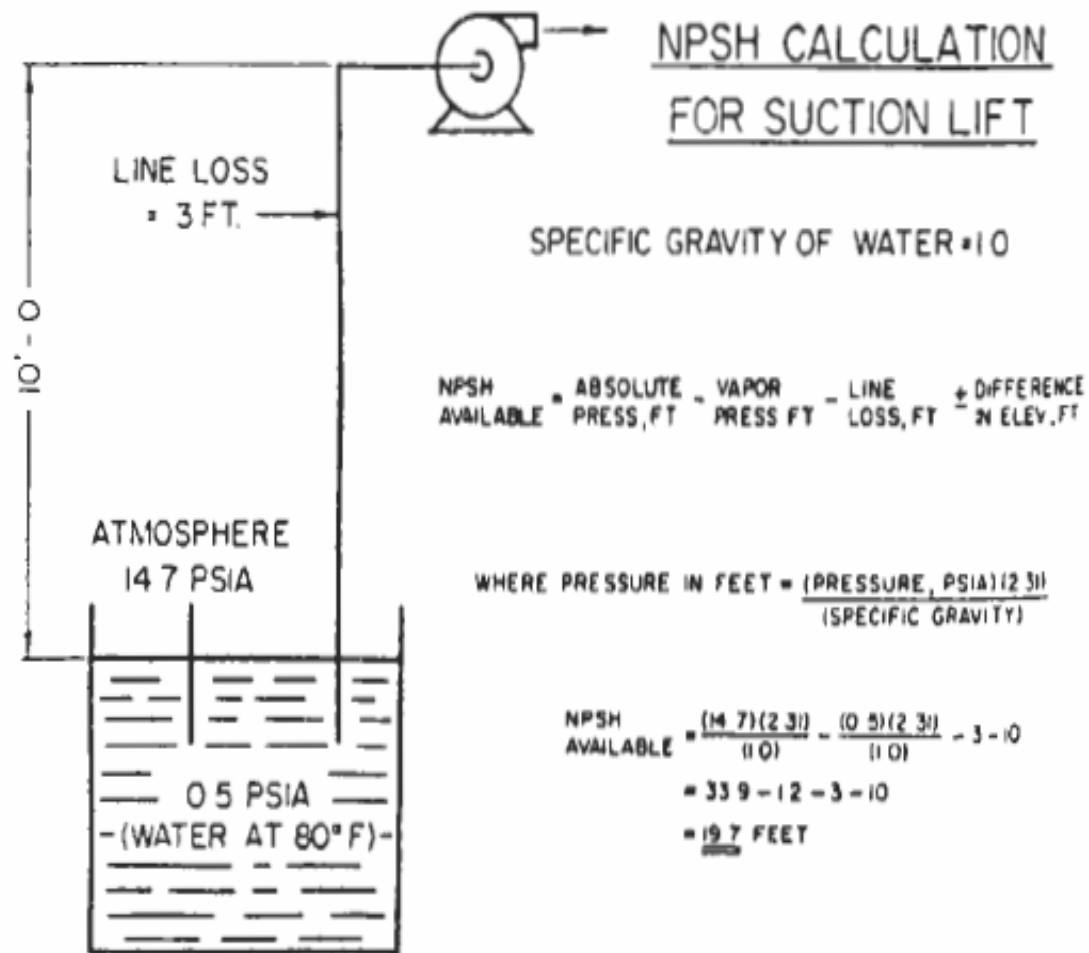 NPSH CALCULATION
FOR SUCTION LIFT
LINE LOSS
= 3 FT.
SPECIFIC GRAVITY OF WATER = 1 0
10' - 0
NPSH AVAILABLE = ABSOLUTE PRESS, FT - VAPOR PRESS FT - LINE LOSS, FT ± DIFFERENCE IN ELEV. FT
ATMOSPHERE
14 7 PSIA
WHERE PRESSURE IN FEET = (PRESSURE, PSIA) (2 31)
(SPECIFIC GRAVITY)
NPSH AVAILABLE = (14 7)(2 31) / (1 0) - (0 5)(2 31) / (1 0) - 3 - 10
= 33 9 - 1 2 - 3 - 10
= 19 7 FEET
0 5 PSIA
(WATER AT 80° F)